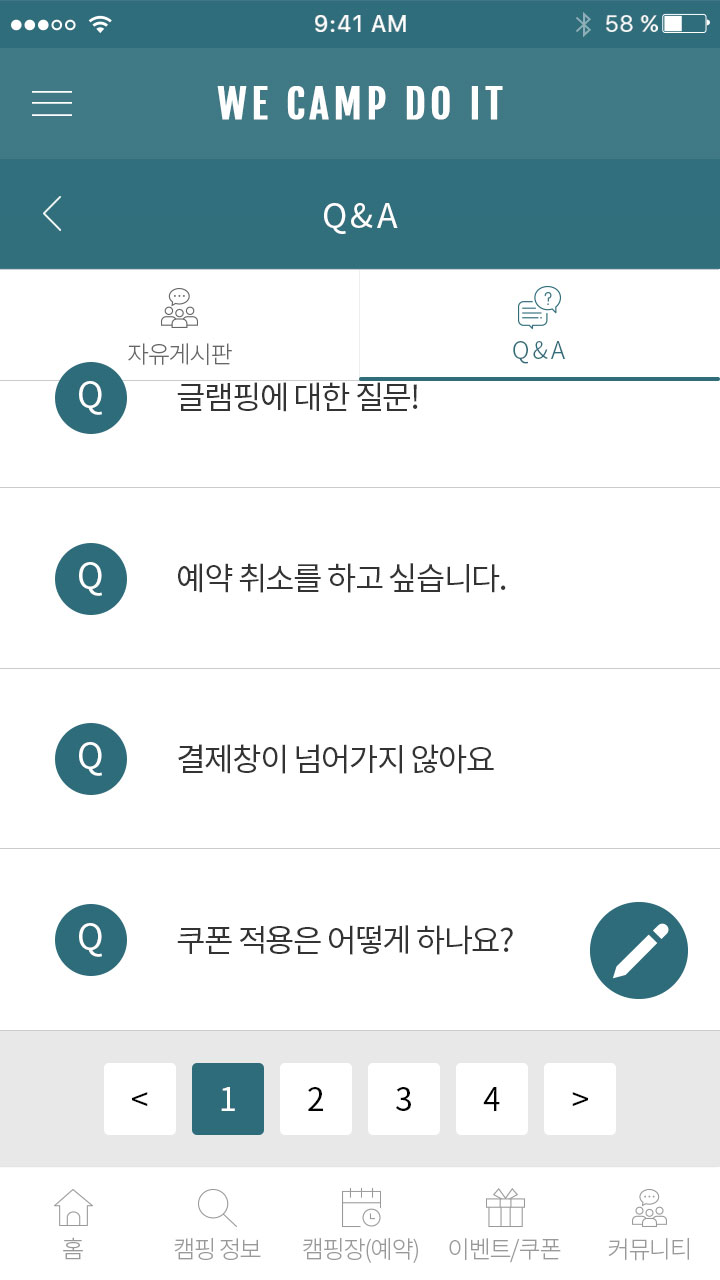 9:41 AM
58 %
WE CAMP DO IT
Q&A
자유게시판
Q&A
Q
글램핑에 대한 질문!
Q
예약 취소를 하고 싶습니다.
Q
결제창이 넘어가지 않아요
Q
쿠폰 적용은 어떻게 하나요?
< 1 2 3 4 >
홈
캠핑 정보
캠핑장(예약)
이벤트/쿠폰
커뮤니티